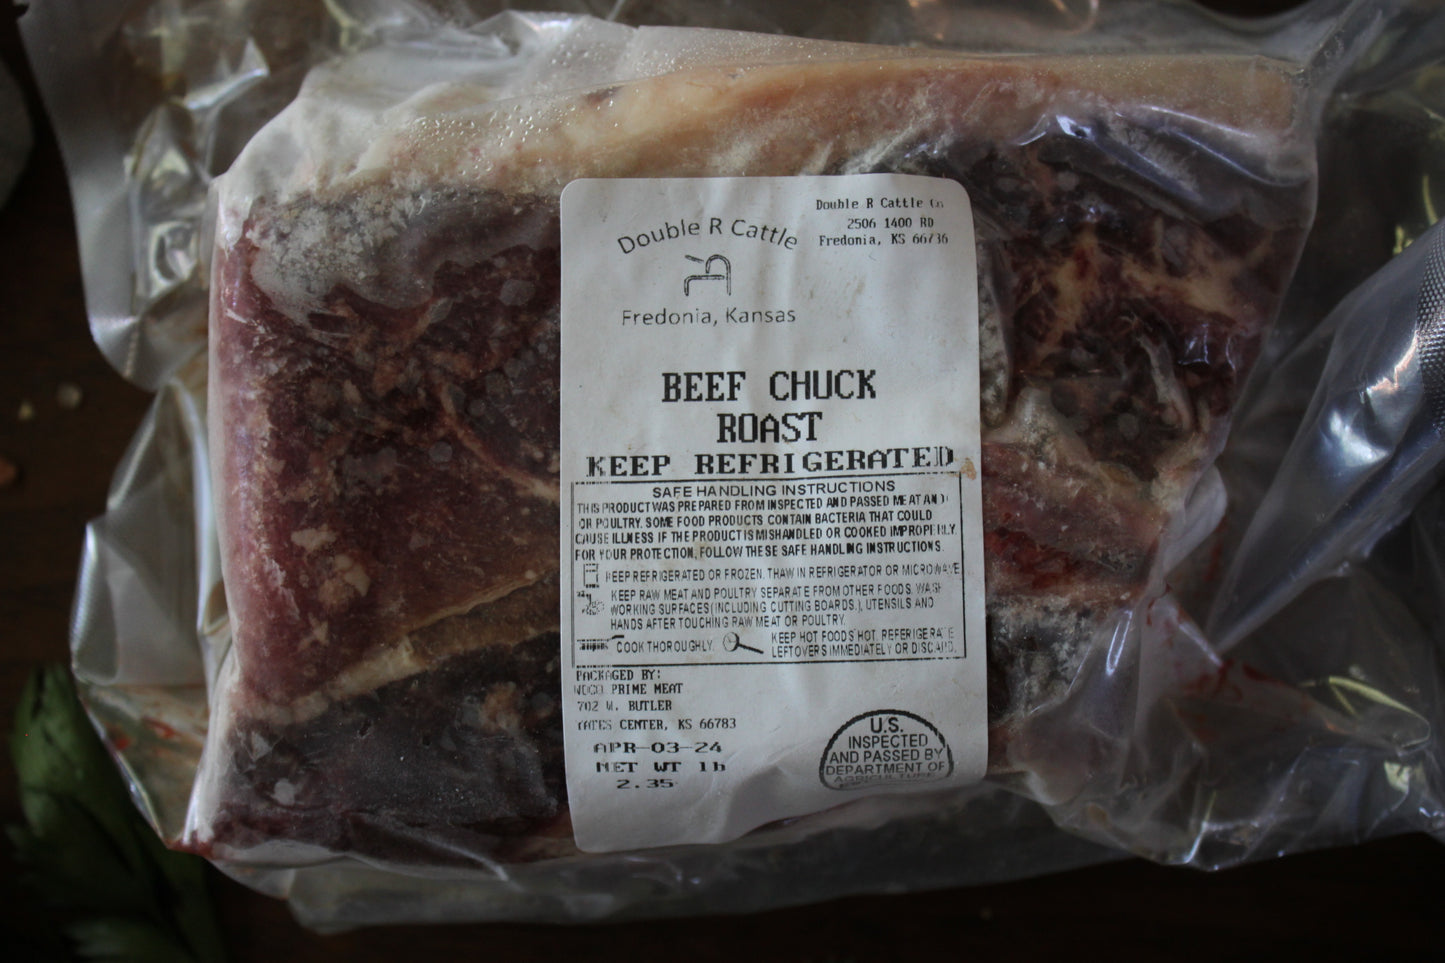 Double R Cattle
Fredonia, Kansas
Double R Cattle Co
2506 1400 RD
Fredonia, KS 66736
BEEF CHUCK
ROAST
KEEP REFRIGERATED
SAFE HANDLING INSTRUCTIONS
THIS PRODUCT WAS PREPARED FROM INSPECTED AND PASSED MEAT AND/
OR POULTRY. SOME FOOD PRODUCTS CONTAIN BACTERIA THAT COULD
CAUSE ILLNESS IF THE PRODUCT IS MISHANDLED OR COOKED IMPROPERLY.
FOR YOUR PROTECTION, FOLLOW THESE SAFE HANDLING INSTRUCTIONS.
KEEP REFRIGERATED OR FROZEN. THAW IN REFRIGERATOR OR MICROWAVE
KEEP RAW MEAT AND POULTRY SEPARATE FROM OTHER FOODS. WASH
WORKING SURFACES (INCLUDING CUTTING BOARDS.), UTENSILS AND
HANDS AFTER TOUCHING RAW MEAT OR POULTRY.
COOK THOROUGHLY.
KEEP HOT FOODS HOT. REFERIGERATE
LEFTOVERS IMMEDIATELY OR DISCARD.
PACKAGED BY:
PRIME MEAT
702 W. BUTLER
YATES CENTER, KS 66783
APR-03-24
NET WT lb
2.35
U.S.
INSPECTED
AND PASSED BY
DEPARTMENT OF
AGRICULTURE